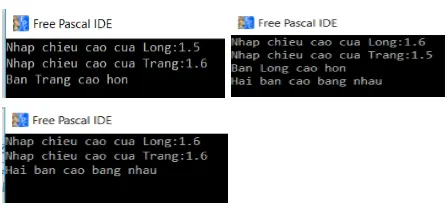 Free Pascal IDE
Nhap chieu cao cua Long:1.5
Nhap chieu cao cua Trang:1.6
Ban Trang cao hon
Free Pascal IDE
Nhap chieu cao cua Long:1.6
Nhap chieu cao cua Trang:1.5
Ban Long cao hon
Hai ban cao bang nhau
Free Pascal IDE
Nhap chieu cao cua Long:1.6
Nhap chieu cao cua Trang:1.6
Hai ban cao bang nhau